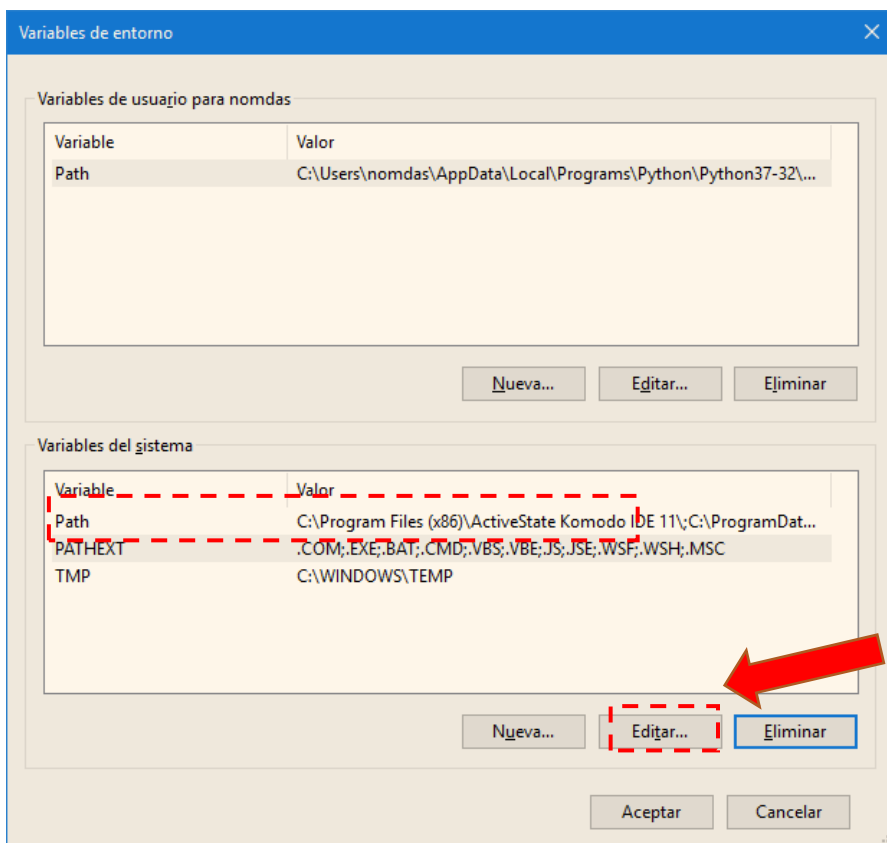 Variables de entorno
Variables de usuario para nomdas
Variable Valor
Path C:\Users\nomdas\AppData\Local\Programs\Python\Python37-32\...
Nueva... Editar... Eliminar
Variables del sistema
Variable Valor
Path C:\Program Files (x86)\ActiveState Komodo IDE 11\;C:\ProgramDat...
PATHEXT .COM;.EXE;.BAT;.CMD;.VBS;.VBE;.JS;.JSE;.WSF;.WSH;.MSC
TMP C:\WINDOWS\TEMP
Nueva... Editar... Eliminar
Aceptar Cancelar